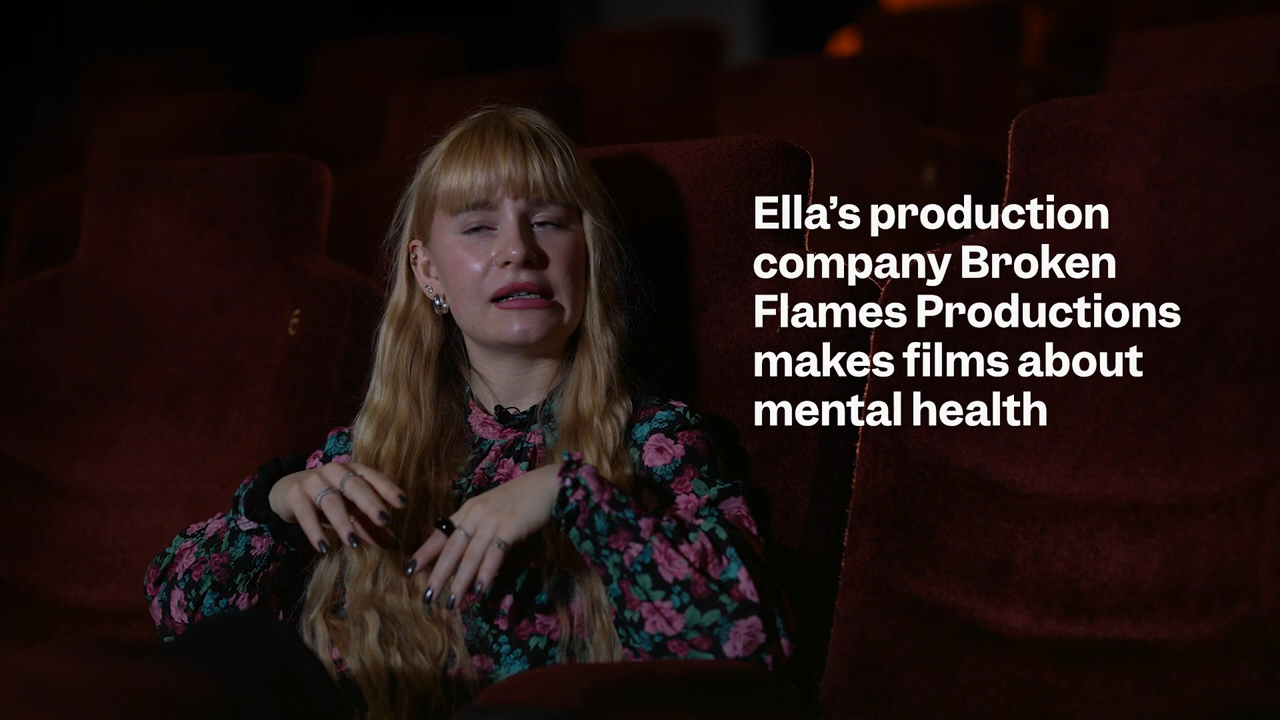 Ella’s production
company Broken
Flames Productions
makes films about
mental health